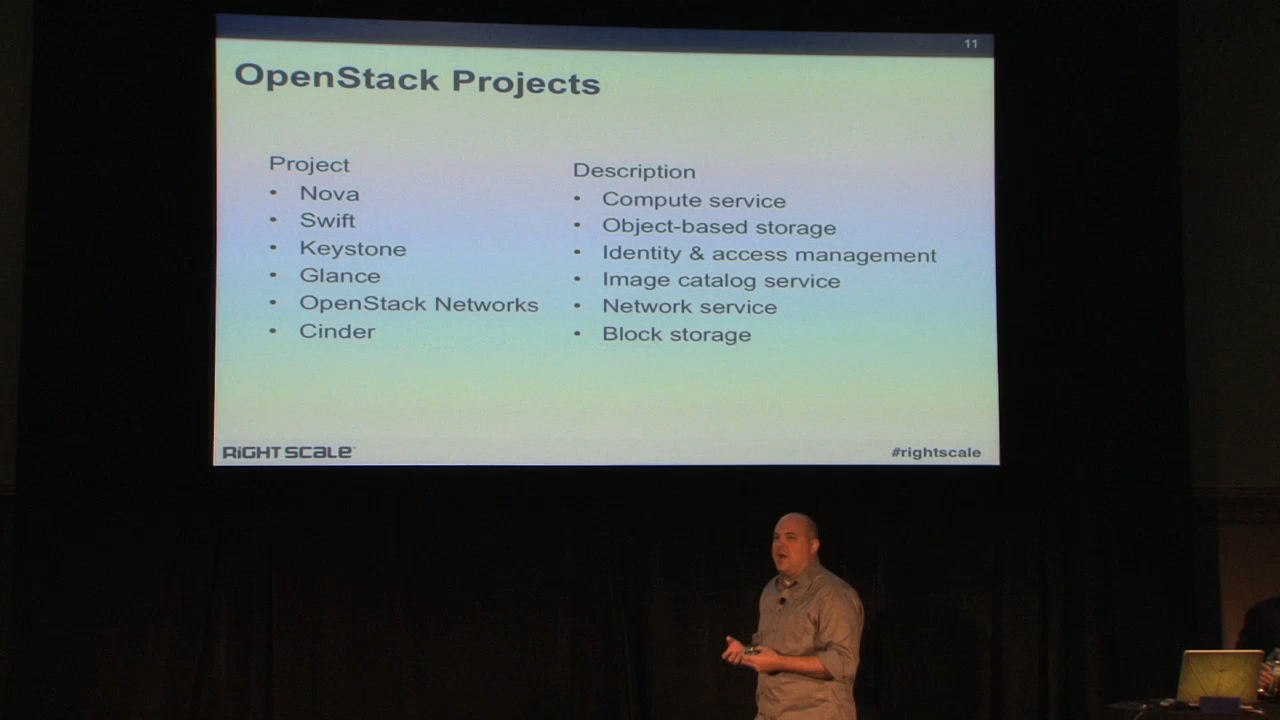 11
OpenStack Projects
Project
• Nova
• Swift
• Keystone
• Glance
• OpenStack Networks
• Cinder
Description
• Compute service
• Object-based storage
• Identity & access management
• Image catalog service
• Network service
• Block storage
RIGHTSCALE
#rightscale